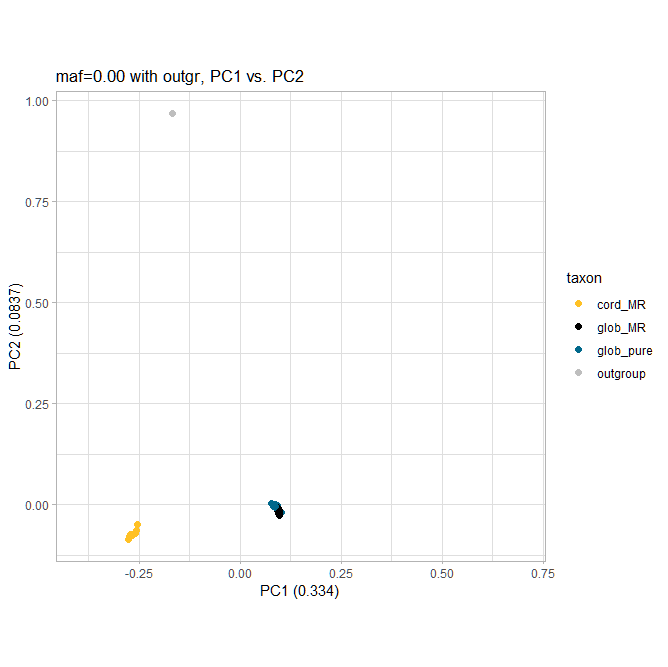 maf=0.00 with outgr, PC1 vs. PC2
1.00
0.75
0.50
0.25
0.00
PC2 (0.0837)
-0.25
0.00
0.25
0.50
0.75
PC1 (0.334)
taxon
cord_MR
glob_MR
glob_pure
outgroup